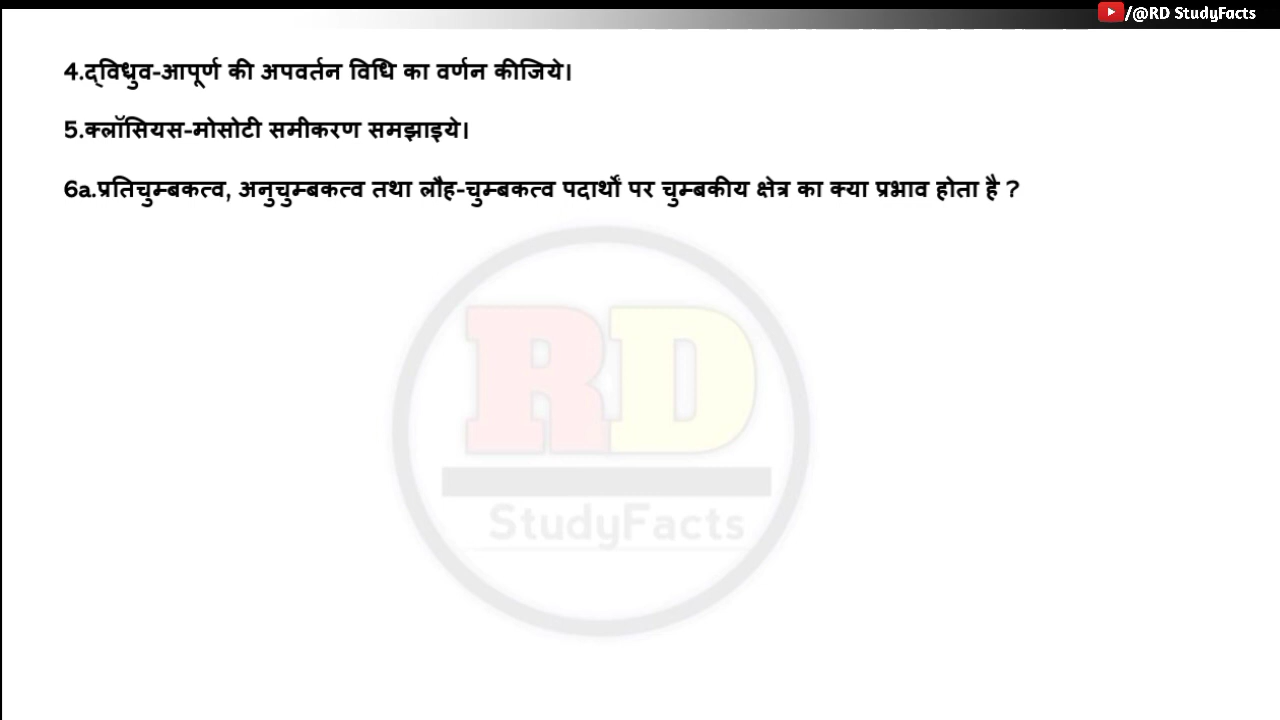 /@RD StudyFacts
4.द्विध्रुव-आपूर्ण की अपवर्तन विधि का वर्णन कीजिये।
5.क्लॉसियस-मोसोटी समीकरण समझाइये।
6a.प्रतिचुम्बकत्व, अनुचुम्बकत्व तथा लौह-चुम्बकत्व पदार्थों पर चुम्बकीय क्षेत्र का क्या प्रभाव होता है ?
RD
StudyFacts